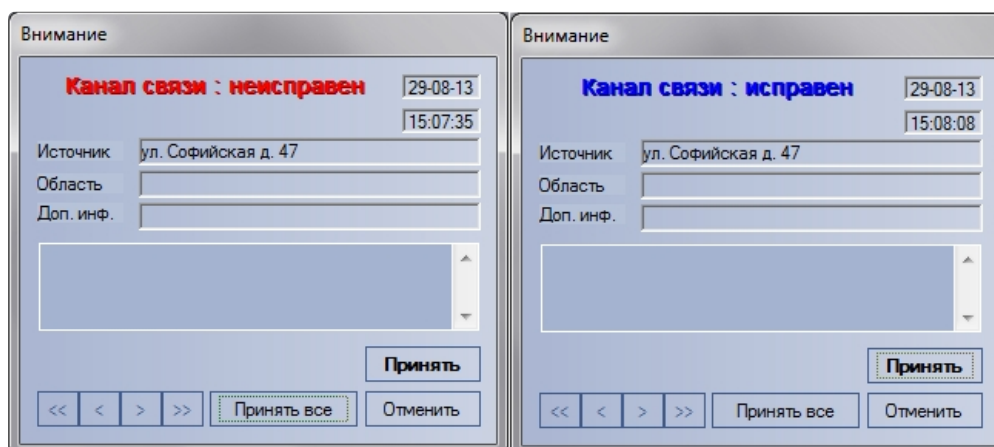 Внимание
Канал связи : неисправен
29-08-13
15:07:35
Источник ул. Софийская д. 47
Область
Доп. инф.
Принять
<< < > >> Принять все Отменить
Внимание
Канал связи : исправен
29-08-13
15:08:08
Источник ул. Софийская д. 47
Область
Доп. инф.
Принять
<< < > >> Принять все Отменить